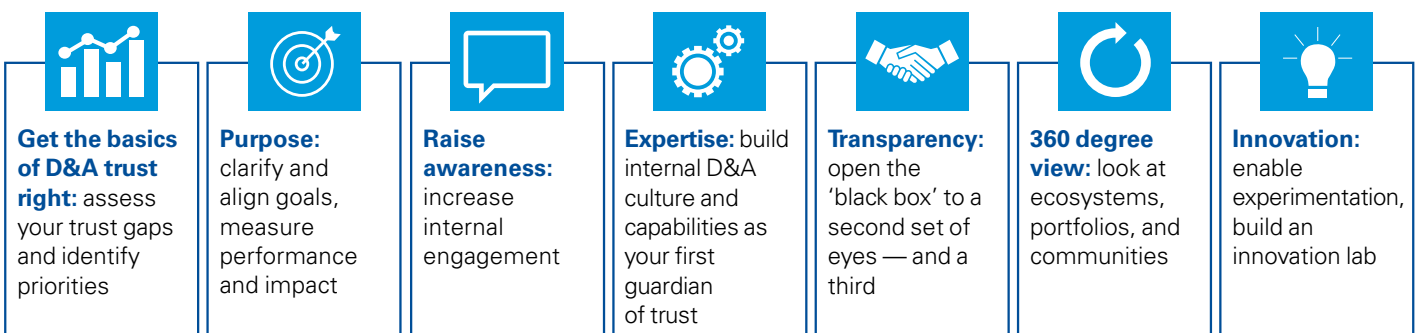 Get the basics
of D&A trust
right: assess
your trust gaps
and identify
priorities
Purpose:
clarify and
align goals,
measure
performance
and impact
Raise
awareness:
increase
internal
engagement
Expertise: build
internal D&A
culture and
capabilities as
your first
guardian
of trust
Transparency:
open the
‘black box’ to a
second set of
eyes — and a
third
360 degree
view: look at
ecosystems,
portfolios, and
communities
Innovation:
enable
experimentation,
build an
innovation lab